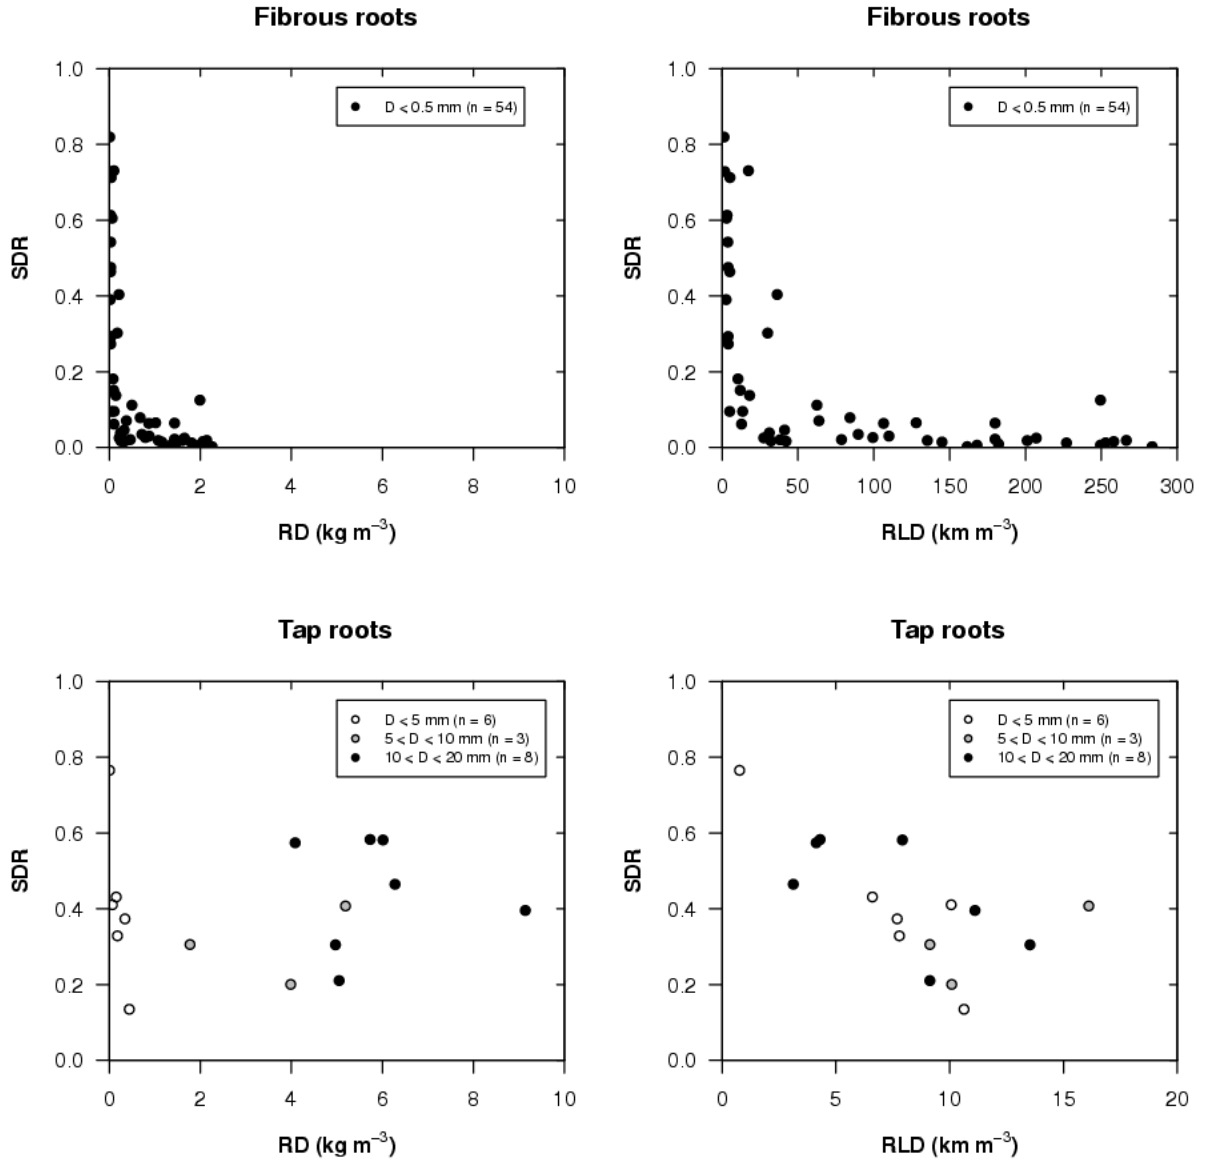 Fibrous roots
1.0
0.8
0.6
0.4
0.2
0.0
SDR
D < 0.5 mm (n = 54)
0 2 4 6 8 10
RD (kg m⁻³)
Fibrous roots
1.0
0.8
0.6
0.4
0.2
0.0
SDR
D < 0.5 mm (n = 54)
0 50 100 150 200 250 300
RLD (km m⁻³)
Tap roots
1.0
0.8
0.6
0.4
0.2
0.0
SDR
D < 5 mm (n = 6)
5 < D < 10 mm (n = 3)
10 < D < 20 mm (n = 8)
0 2 4 6 8 10
RD (kg m⁻³)
Tap roots
1.0
0.8
0.6
0.4
0.2
0.0
SDR
D < 5 mm (n = 6)
5 < D < 10 mm (n = 3)
10 < D < 20 mm (n = 8)
0 5 10 15 20
RLD (km m⁻³)